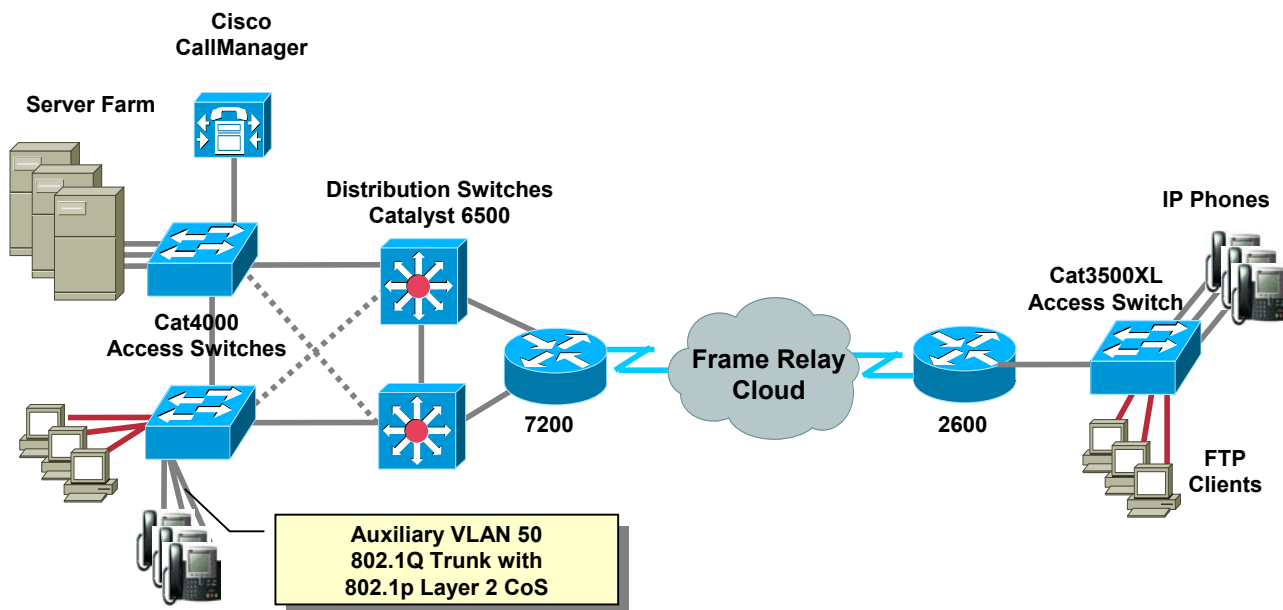 Cisco
CallManager
Server Farm
Distribution Switches
Catalyst 6500
IP Phones
Cat3500XL
Access Switch
Cat4000
Access Switches
Frame Relay
Cloud
7200
2600
FTP
Clients
Auxiliary VLAN 50
802.1Q Trunk with
802.1p Layer 2 CoS